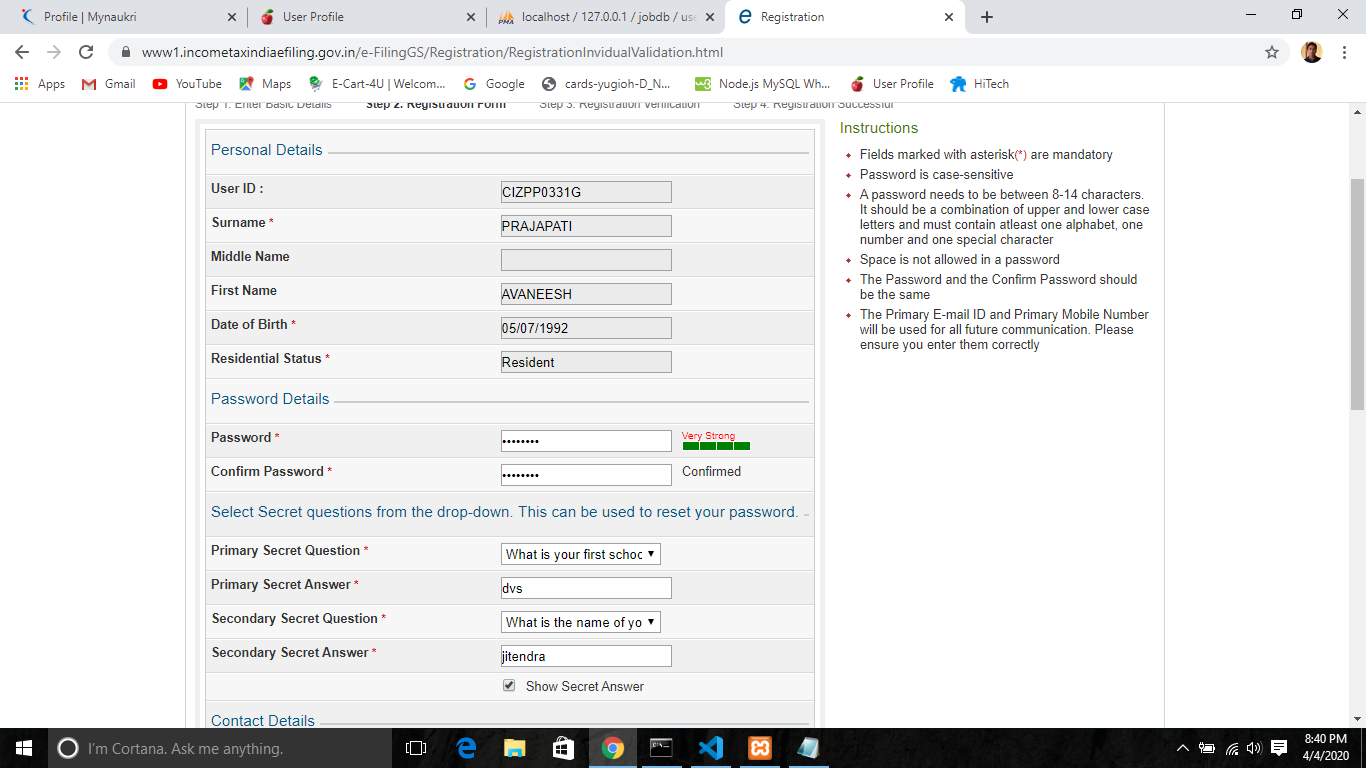 Profile | Mynaukri
User Profile
localhost / 127.0.0.1 / jobdb / use
Registration
www1.incometaxindiaefiling.gov.in/e-FilingGS/Registration/RegistrationInvidualValidation.html
Apps Gmail YouTube Maps E-Cart-4U | Welcom... Google cards-yugioh-D_N... Node.js MySQL Wh... User Profile HiTech
Step 1. Enter Basic Details Step 2. Registration Form Step 3. Registration Verification Step 4. Registration Successful
Personal Details
User ID : CIZPP0331G
Surname * PRAJAPATI
Middle Name
First Name AVANEESH
Date of Birth * 05/07/1992
Residential Status * Resident
Password Details
Password * •••••••• Very Strong
Confirm Password * •••••••• Confirmed
Select Secret questions from the drop-down. This can be used to reset your password.
Primary Secret Question * What is your first schoc
Primary Secret Answer * dvs
Secondary Secret Question * What is the name of yo
Secondary Secret Answer * jitendra
Show Secret Answer
Contact Details
Instructions
Fields marked with asterisk(*) are mandatory
Password is case-sensitive
A password needs to be between 8-14 characters.
It should be a combination of upper and lower case
letters and must contain atleast one alphabet, one
number and one special character
Space is not allowed in a password
The Password and the Confirm Password should
be the same
The Primary E-mail ID and Primary Mobile Number
will be used for all future communication. Please
ensure you enter them correctly
I'm Cortana. Ask me anything.
8:40 PM
4/4/2020